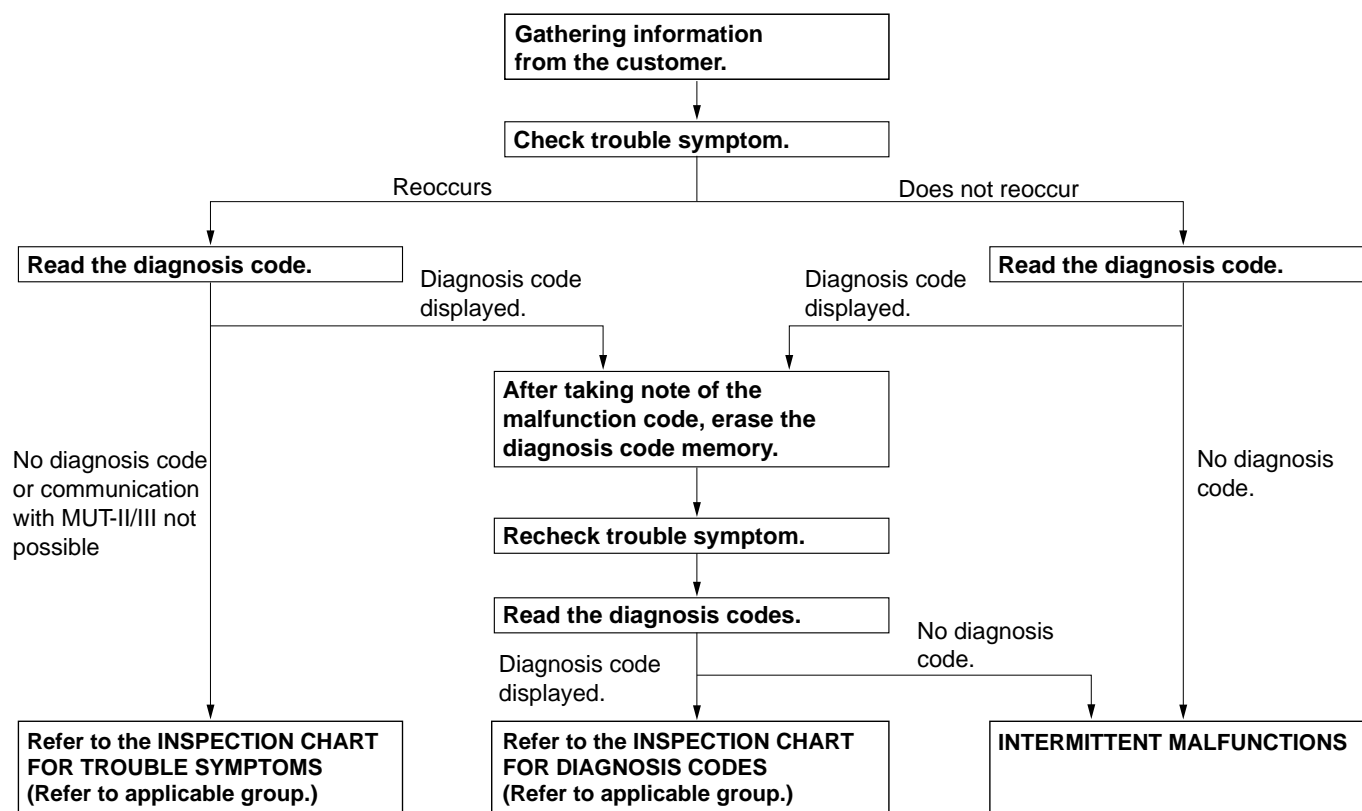 Gathering information
from the customer.
Check trouble symptom.
Reoccurs
Does not reoccur
Read the diagnosis code.
Read the diagnosis code.
Diagnosis code
displayed.
Diagnosis code
displayed.
After taking note of the
malfunction code, erase the
diagnosis code memory.
No diagnosis code
or communication
with MUT-II/III not
possible
No diagnosis
code.
Recheck trouble symptom.
Read the diagnosis codes.
No diagnosis
code.
Diagnosis code
displayed.
Refer to the INSPECTION CHART
FOR TROUBLE SYMPTOMS
(Refer to applicable group.)
Refer to the INSPECTION CHART
FOR DIAGNOSIS CODES
(Refer to applicable group.)
INTERMITTENT MALFUNCTIONS